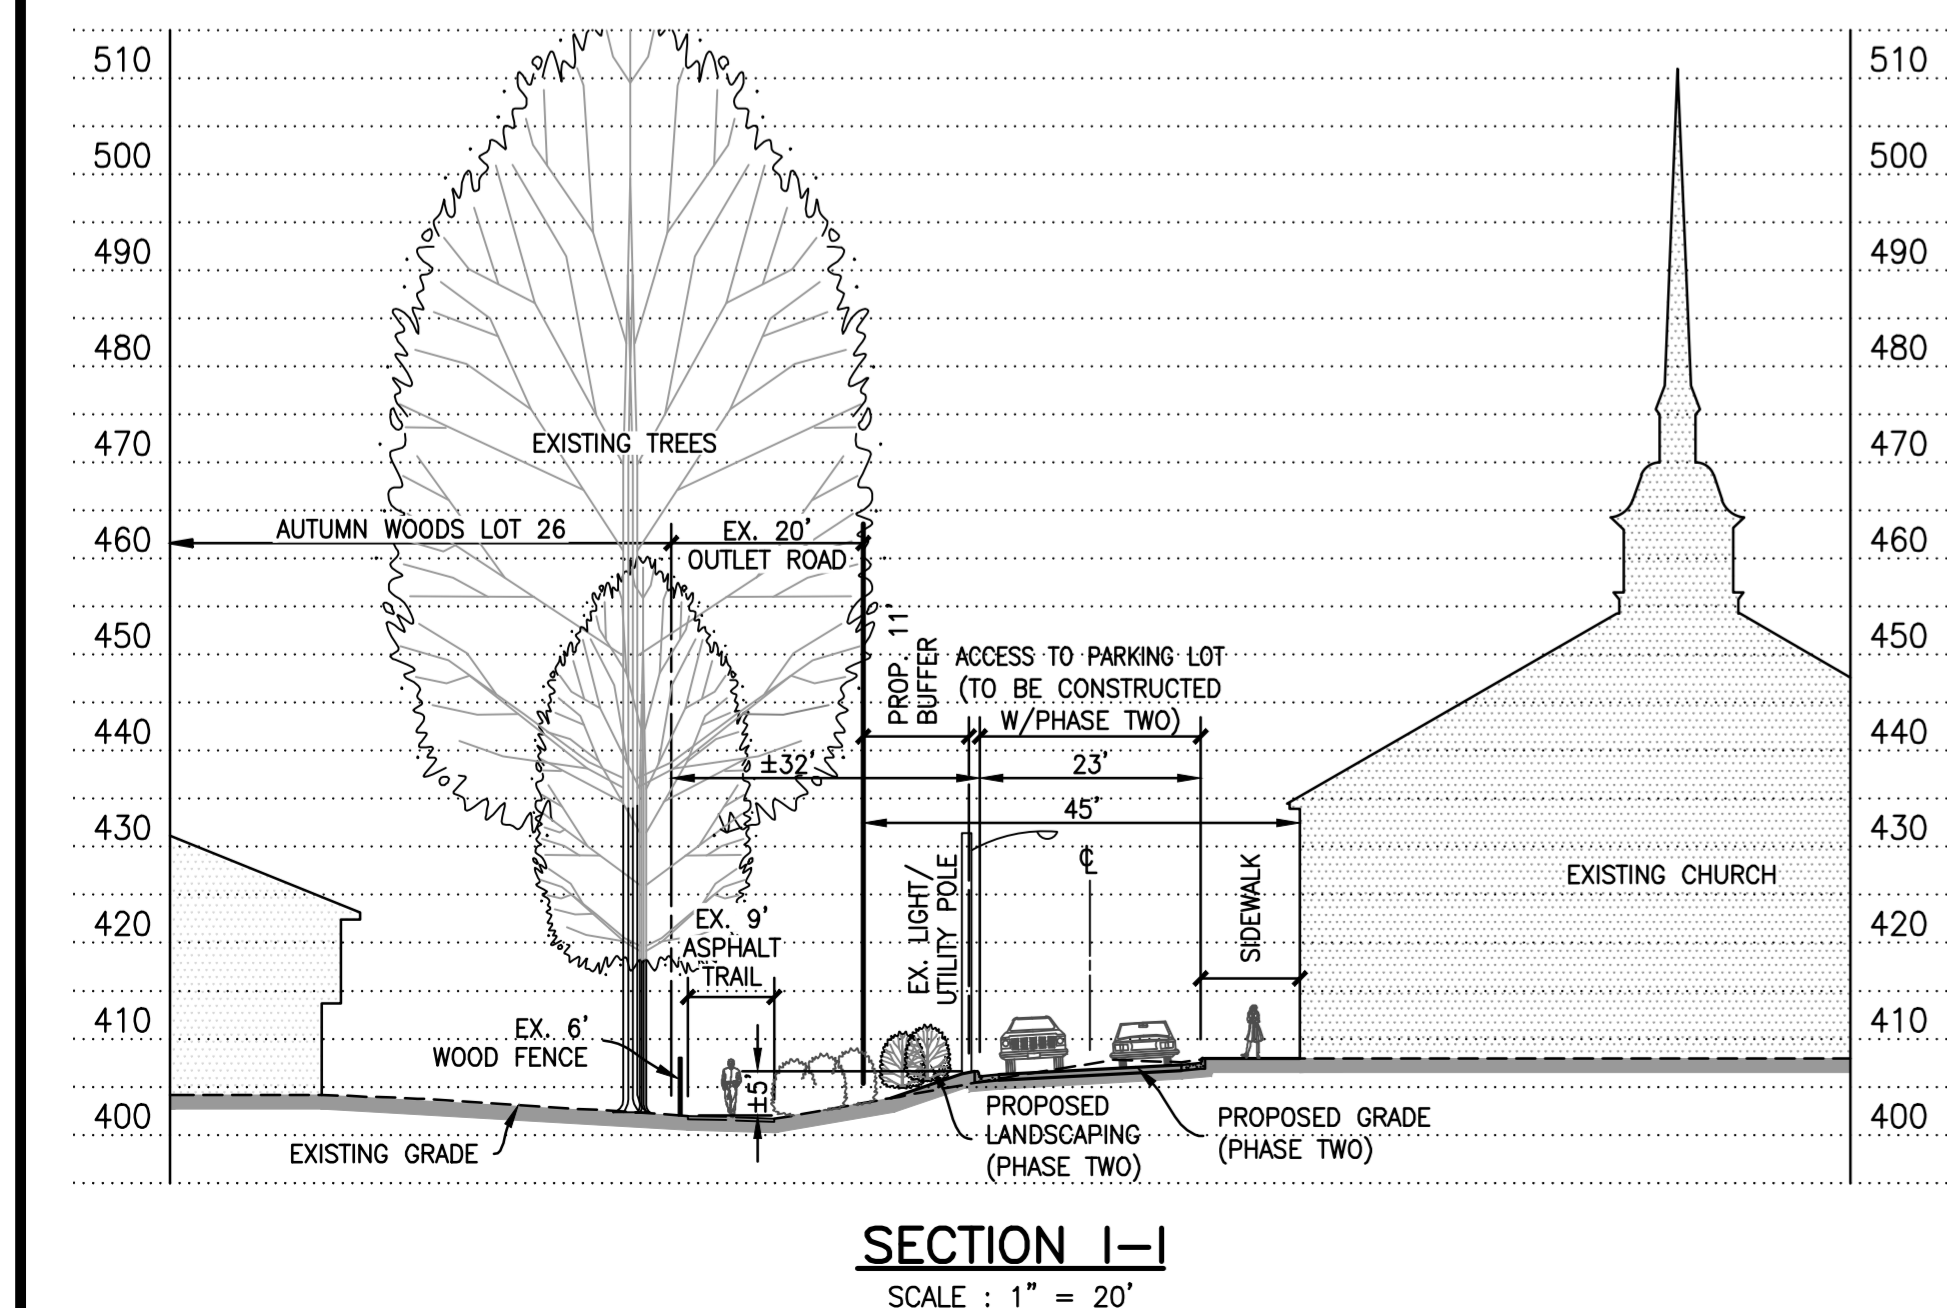 510
510
500
500
490
490
480
480
470
EXISTING TREES
470
460
AUTUMN WOODS LOT 26
EX. 20'
OUTLET ROAD
460
450
PROP. 11'
BUFFER
ACCESS TO PARKING LOT
(TO BE CONSTRUCTED
W/PHASE TWO)
450
440
440
±32'
23'
45'
430
430
EX. LIGHT/
UTILITY POLE
℄
SIDEWALK
EXISTING CHURCH
420
EX. 9'
ASPHALT
TRAIL
420
410
EX. 6'
WOOD FENCE
410
±5'
400
EXISTING GRADE
PROPOSED
LANDSCAPING
(PHASE TWO)
PROPOSED GRADE
(PHASE TWO)
400
SECTION I-I
SCALE : 1" = 20'